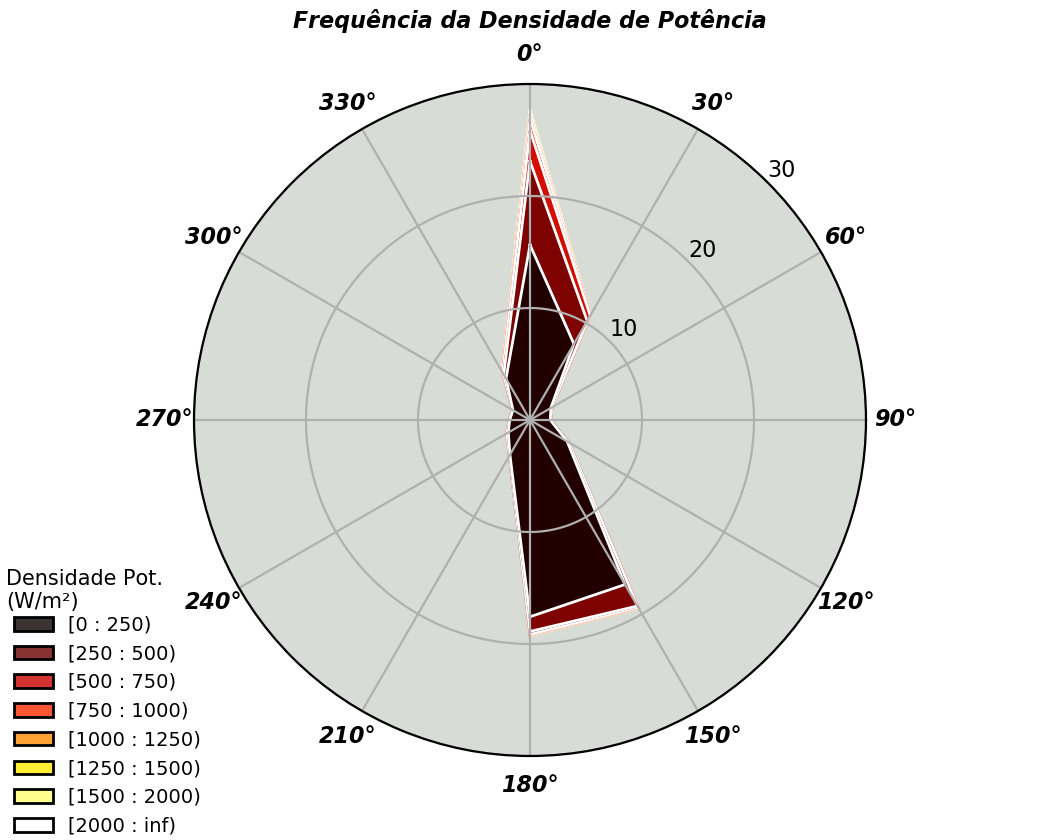 Frequência da Densidade de Potência
0°
330°
30°
30
300°
60°
20
10
270°
90°
240°
120°
210°
150°
180°
Densidade Pot.
(W/m²)
[0 : 250)
[250 : 500)
[500 : 750)
[750 : 1000)
[1000 : 1250)
[1250 : 1500)
[1500 : 2000)
[2000 : inf)